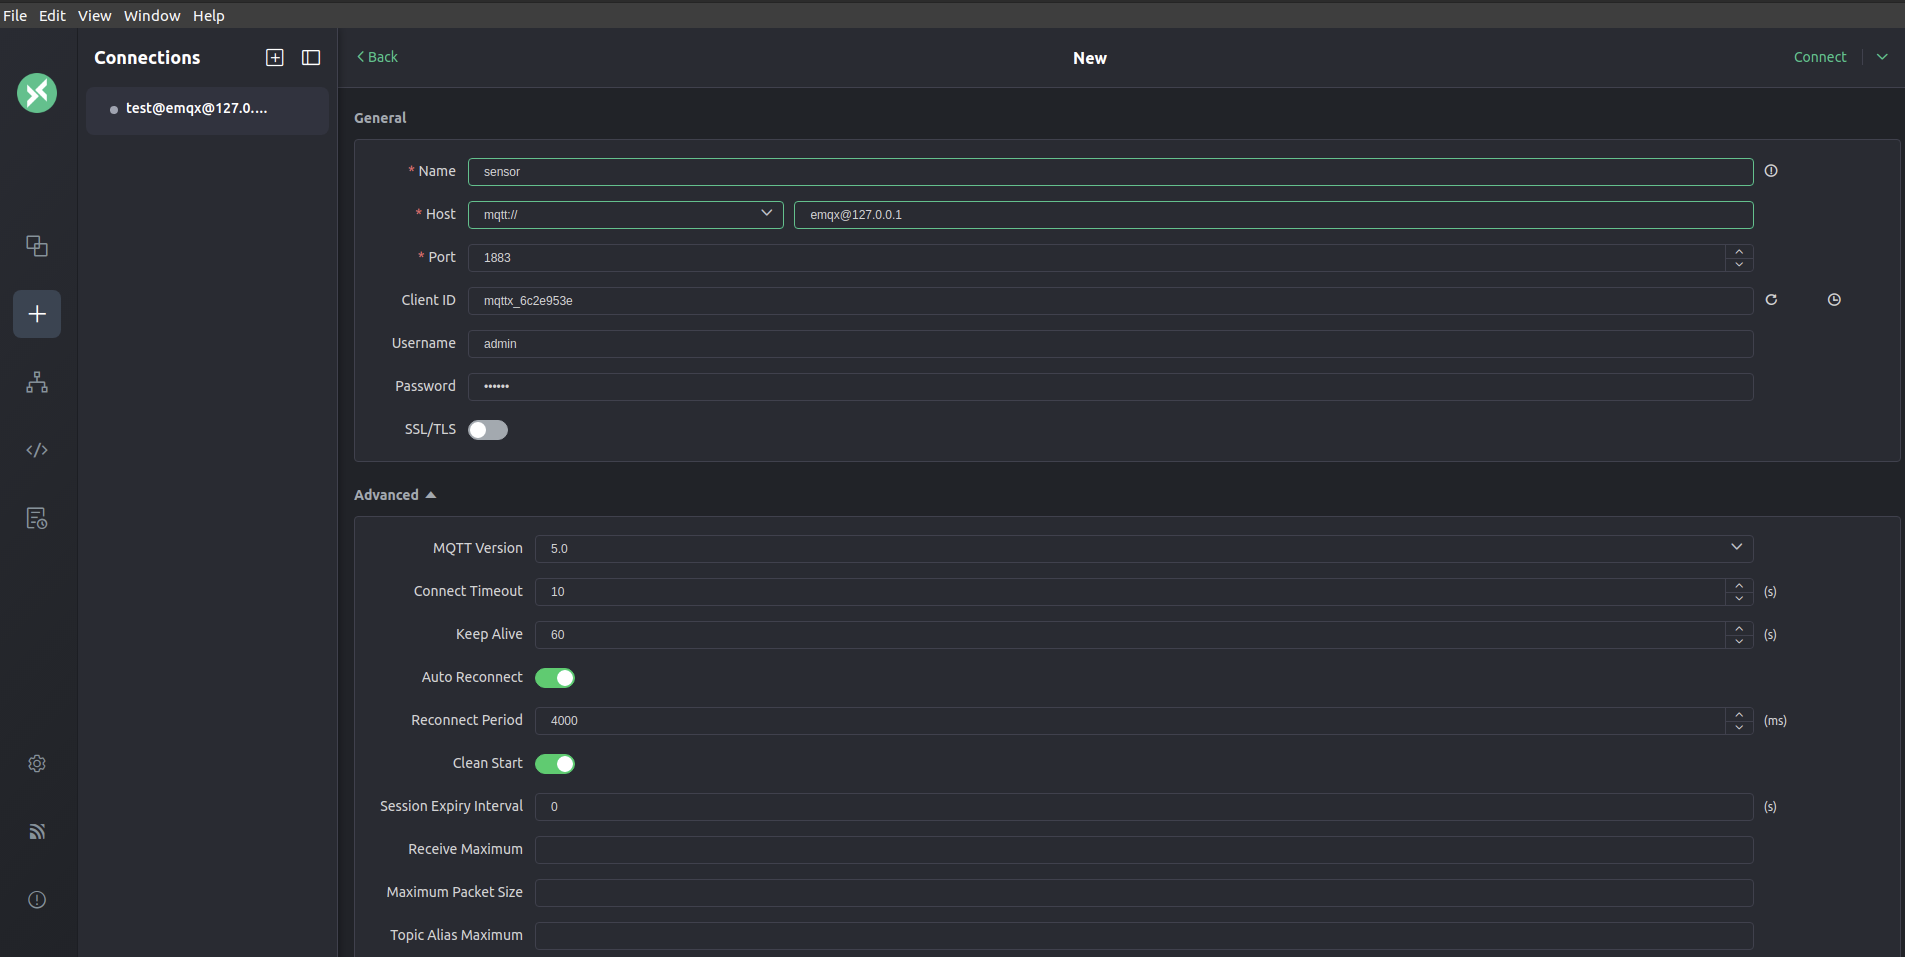 File Edit View Window Help
Connections
test@emqx@127.0....
Back
New
Connect
General
* Name sensor
* Host mqtt:// emqx@127.0.0.1
* Port 1883
Client ID mqttx_6c2e953e
Username admin
Password ••••••
SSL/TLS
Advanced
MQTT Version 5.0
Connect Timeout 10 (s)
Keep Alive 60 (s)
Auto Reconnect
Reconnect Period 4000 (ms)
Clean Start
Session Expiry Interval 0 (s)
Receive Maximum
Maximum Packet Size
Topic Alias Maximum